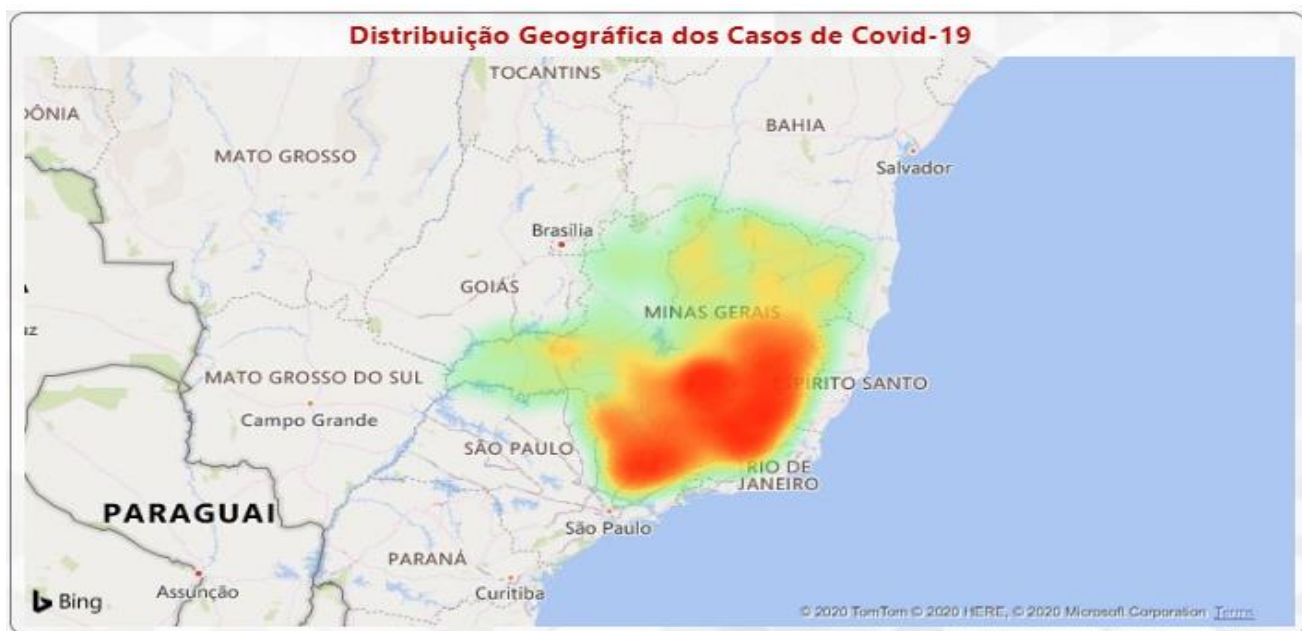 Distribuição Geográfica dos Casos de Covid-19
TOCANTINS
DÔNIA
BAHIA
MATO GROSSO
Salvador
Brasília
GOIÁS
MINAS GERAIS
uz
MATO GROSSO DO SUL
ESPÍRITO SANTO
Campo Grande
SÃO PAULO
RIO DE
JANEIRO
PARAGUAI
São Paulo
PARANÁ
Assunção
Curitiba
Bing
© 2020 TomTom © 2020 HERE, © 2020 Microsoft Corporation Terms